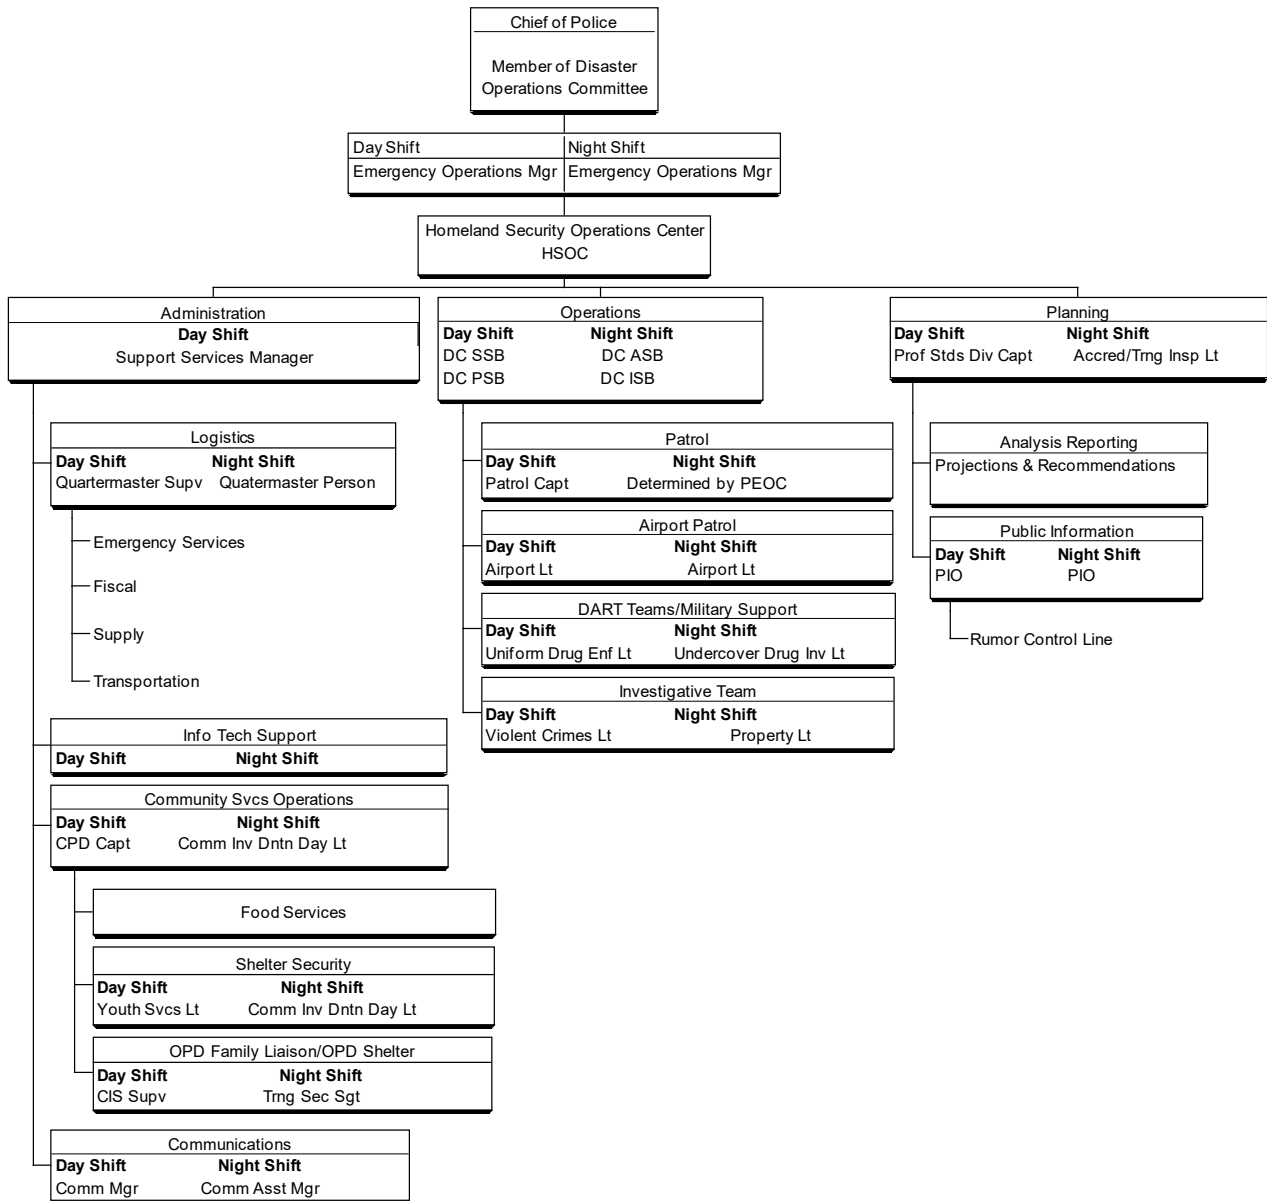 Chief of Police
Member of Disaster
Operations Committee
Day Shift Night Shift
Emergency Operations Mgr Emergency Operations Mgr
Homeland Security Operations Center
HSOC
Administration
Day Shift
Support Services Manager
Operations
Day Shift Night Shift
DC SSB DC ASB
DC PSB DC ISB
Planning
Day Shift Night Shift
Prof Stds Div Capt Accred/Trng Insp Lt
Logistics
Day Shift Night Shift
Quartermaster Supv Quatermaster Person
Emergency Services
Fiscal
Supply
Transportation
Info Tech Support
Day Shift Night Shift
Community Svcs Operations
Day Shift Night Shift
CPD Capt Comm Inv Dntn Day Lt
Food Services
Shelter Security
Day Shift Night Shift
Youth Svcs Lt Comm Inv Dntn Day Lt
OPD Family Liaison/OPD Shelter
Day Shift Night Shift
CIS Supv Trng Sec Sgt
Communications
Day Shift Night Shift
Comm Mgr Comm Asst Mgr
Patrol
Day Shift Night Shift
Patrol Capt Determined by PEOC
Airport Patrol
Day Shift Night Shift
Airport Lt Airport Lt
DART Teams/Military Support
Day Shift Night Shift
Uniform Drug Enf Lt Undercover Drug Inv Lt
Investigative Team
Day Shift Night Shift
Violent Crimes Lt Property Lt
Analysis Reporting
Projections & Recommendations
Public Information
Day Shift Night Shift
PIO PIO
Rumor Control Line